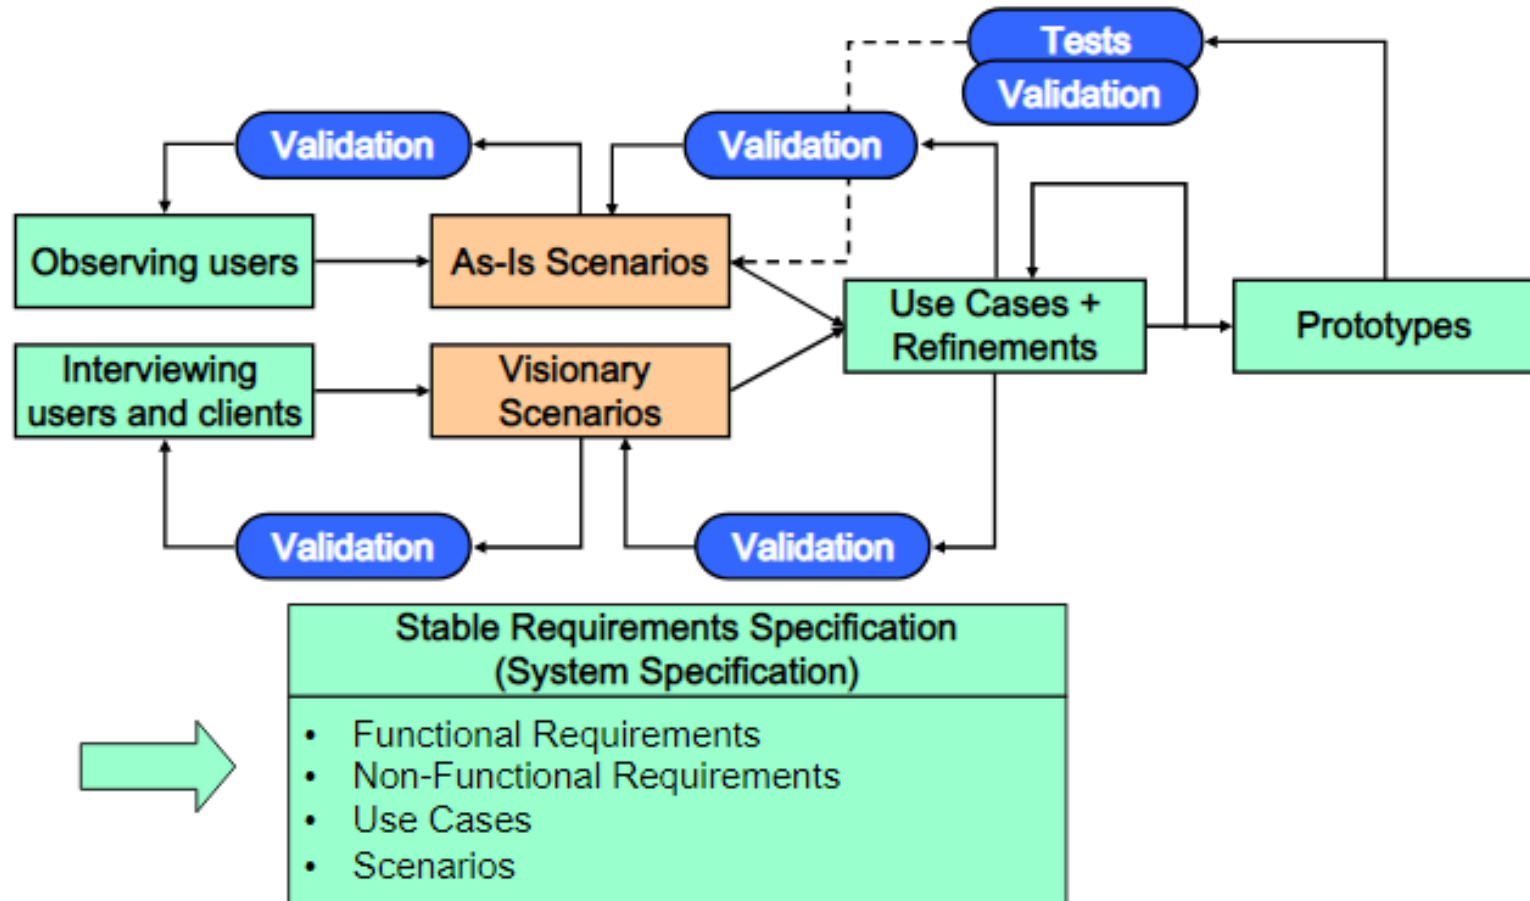 Tests
Validation
Validation
Validation
Observing users
As-Is Scenarios
Use Cases +
Refinements
Prototypes
Interviewing
users and clients
Visionary
Scenarios
Validation
Validation
Stable Requirements Specification
(System Specification)
• Functional Requirements
• Non-Functional Requirements
• Use Cases
• Scenarios